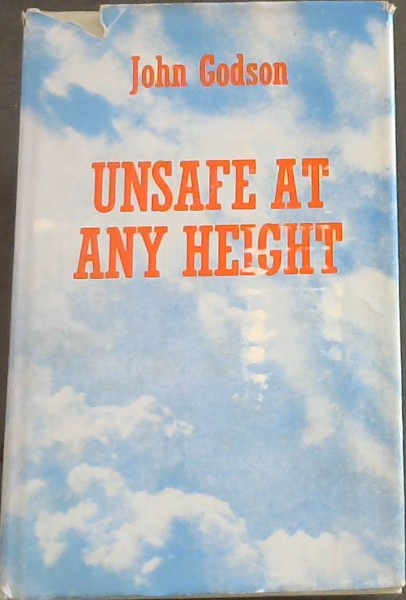 John Godson
UNSAFE AT
ANY HEIGHT